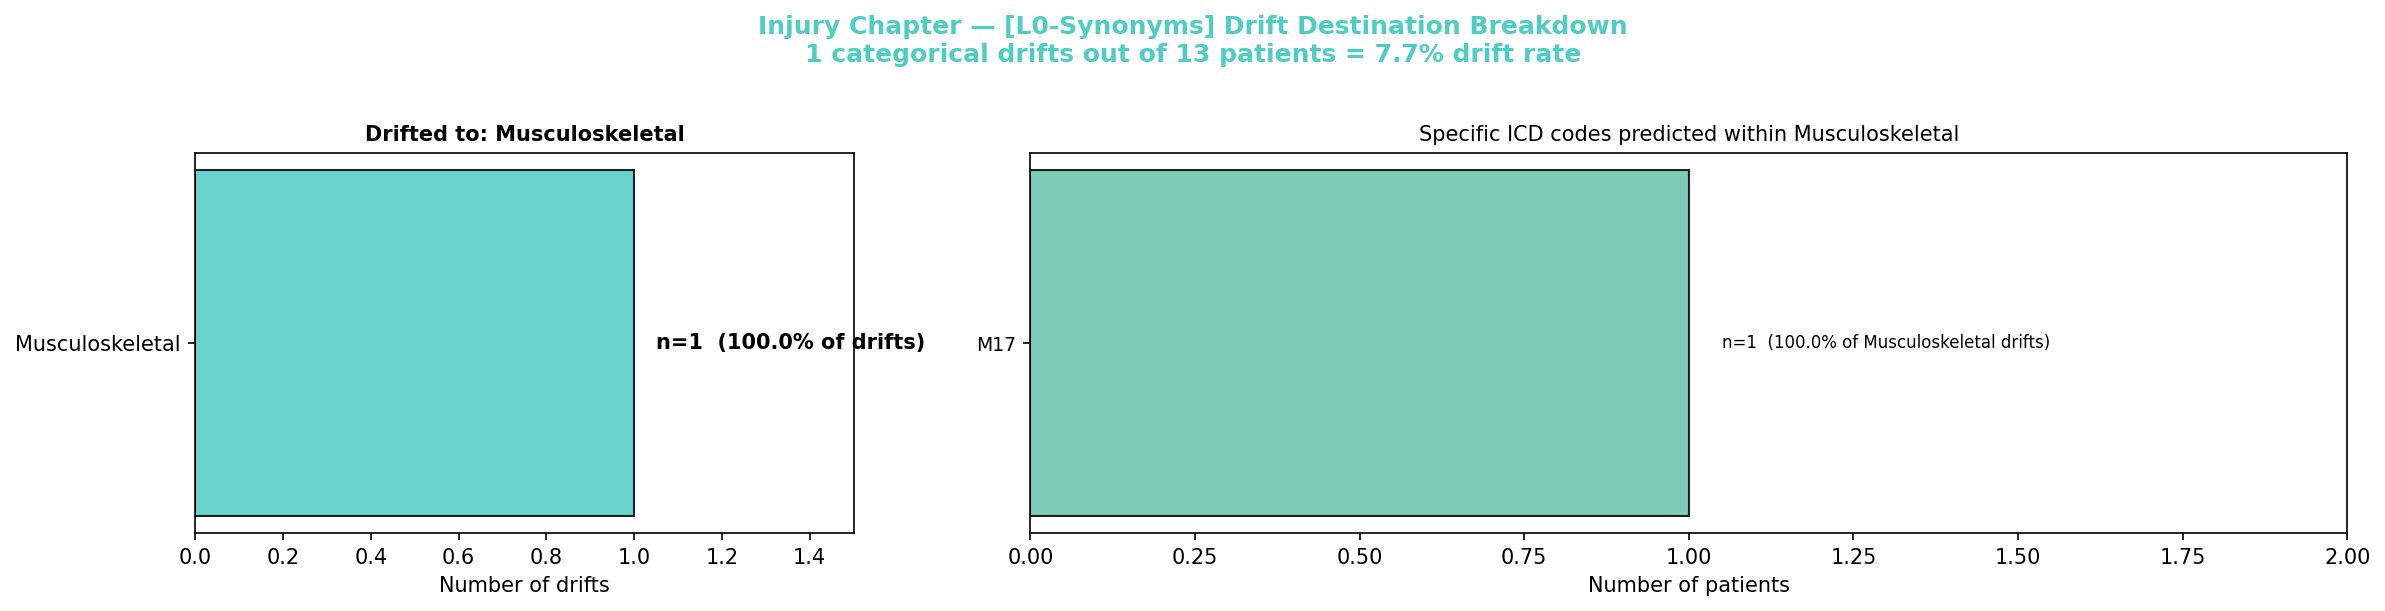 Injury Chapter — [L0-Synonyms] Drift Destination Breakdown
1 categorical drifts out of 13 patients = 7.7% drift rate
Drifted to: Musculoskeletal
Musculoskeletal
n=1  (100.0% of drifts)
0.0 0.2 0.4 0.6 0.8 1.0 1.2 1.4
Number of drifts
Specific ICD codes predicted within Musculoskeletal
M17
n=1  (100.0% of Musculoskeletal drifts)
0.00 0.25 0.50 0.75 1.00 1.25 1.50 1.75 2.00
Number of patients